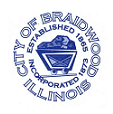 CITY OF BRAIDWOOD
ESTABLISHED 1865
INCORPORATED 1873
ILLINOIS